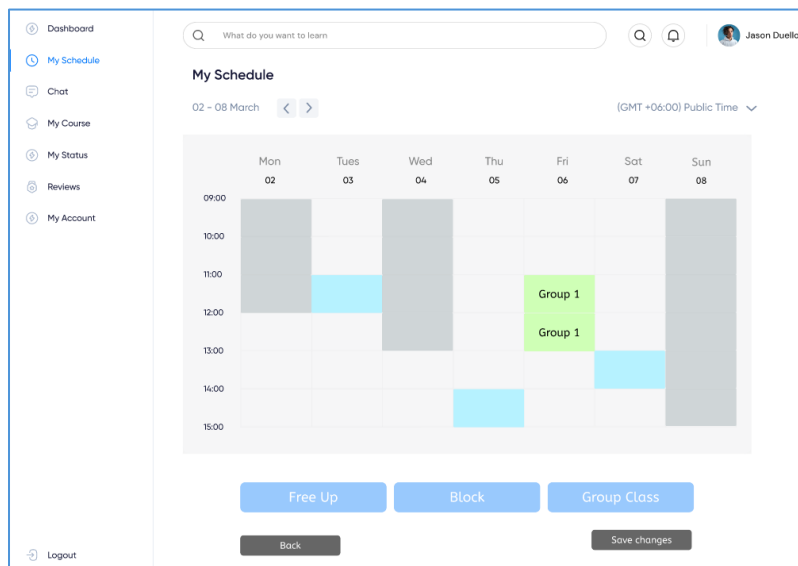 Dashboard
My Schedule
Chat
My Course
My Status
Reviews
My Account
Logout
What do you want to learn
Jason Duello
My Schedule
02 - 08 March
(GMT +06:00) Public Time
Mon Tues Wed Thu Fri Sat Sun
02 03 04 05 06 07 08
09:00
10:00
11:00
Group 1
12:00
Group 1
13:00
14:00
15:00
Free Up Block Group Class
Back Save changes